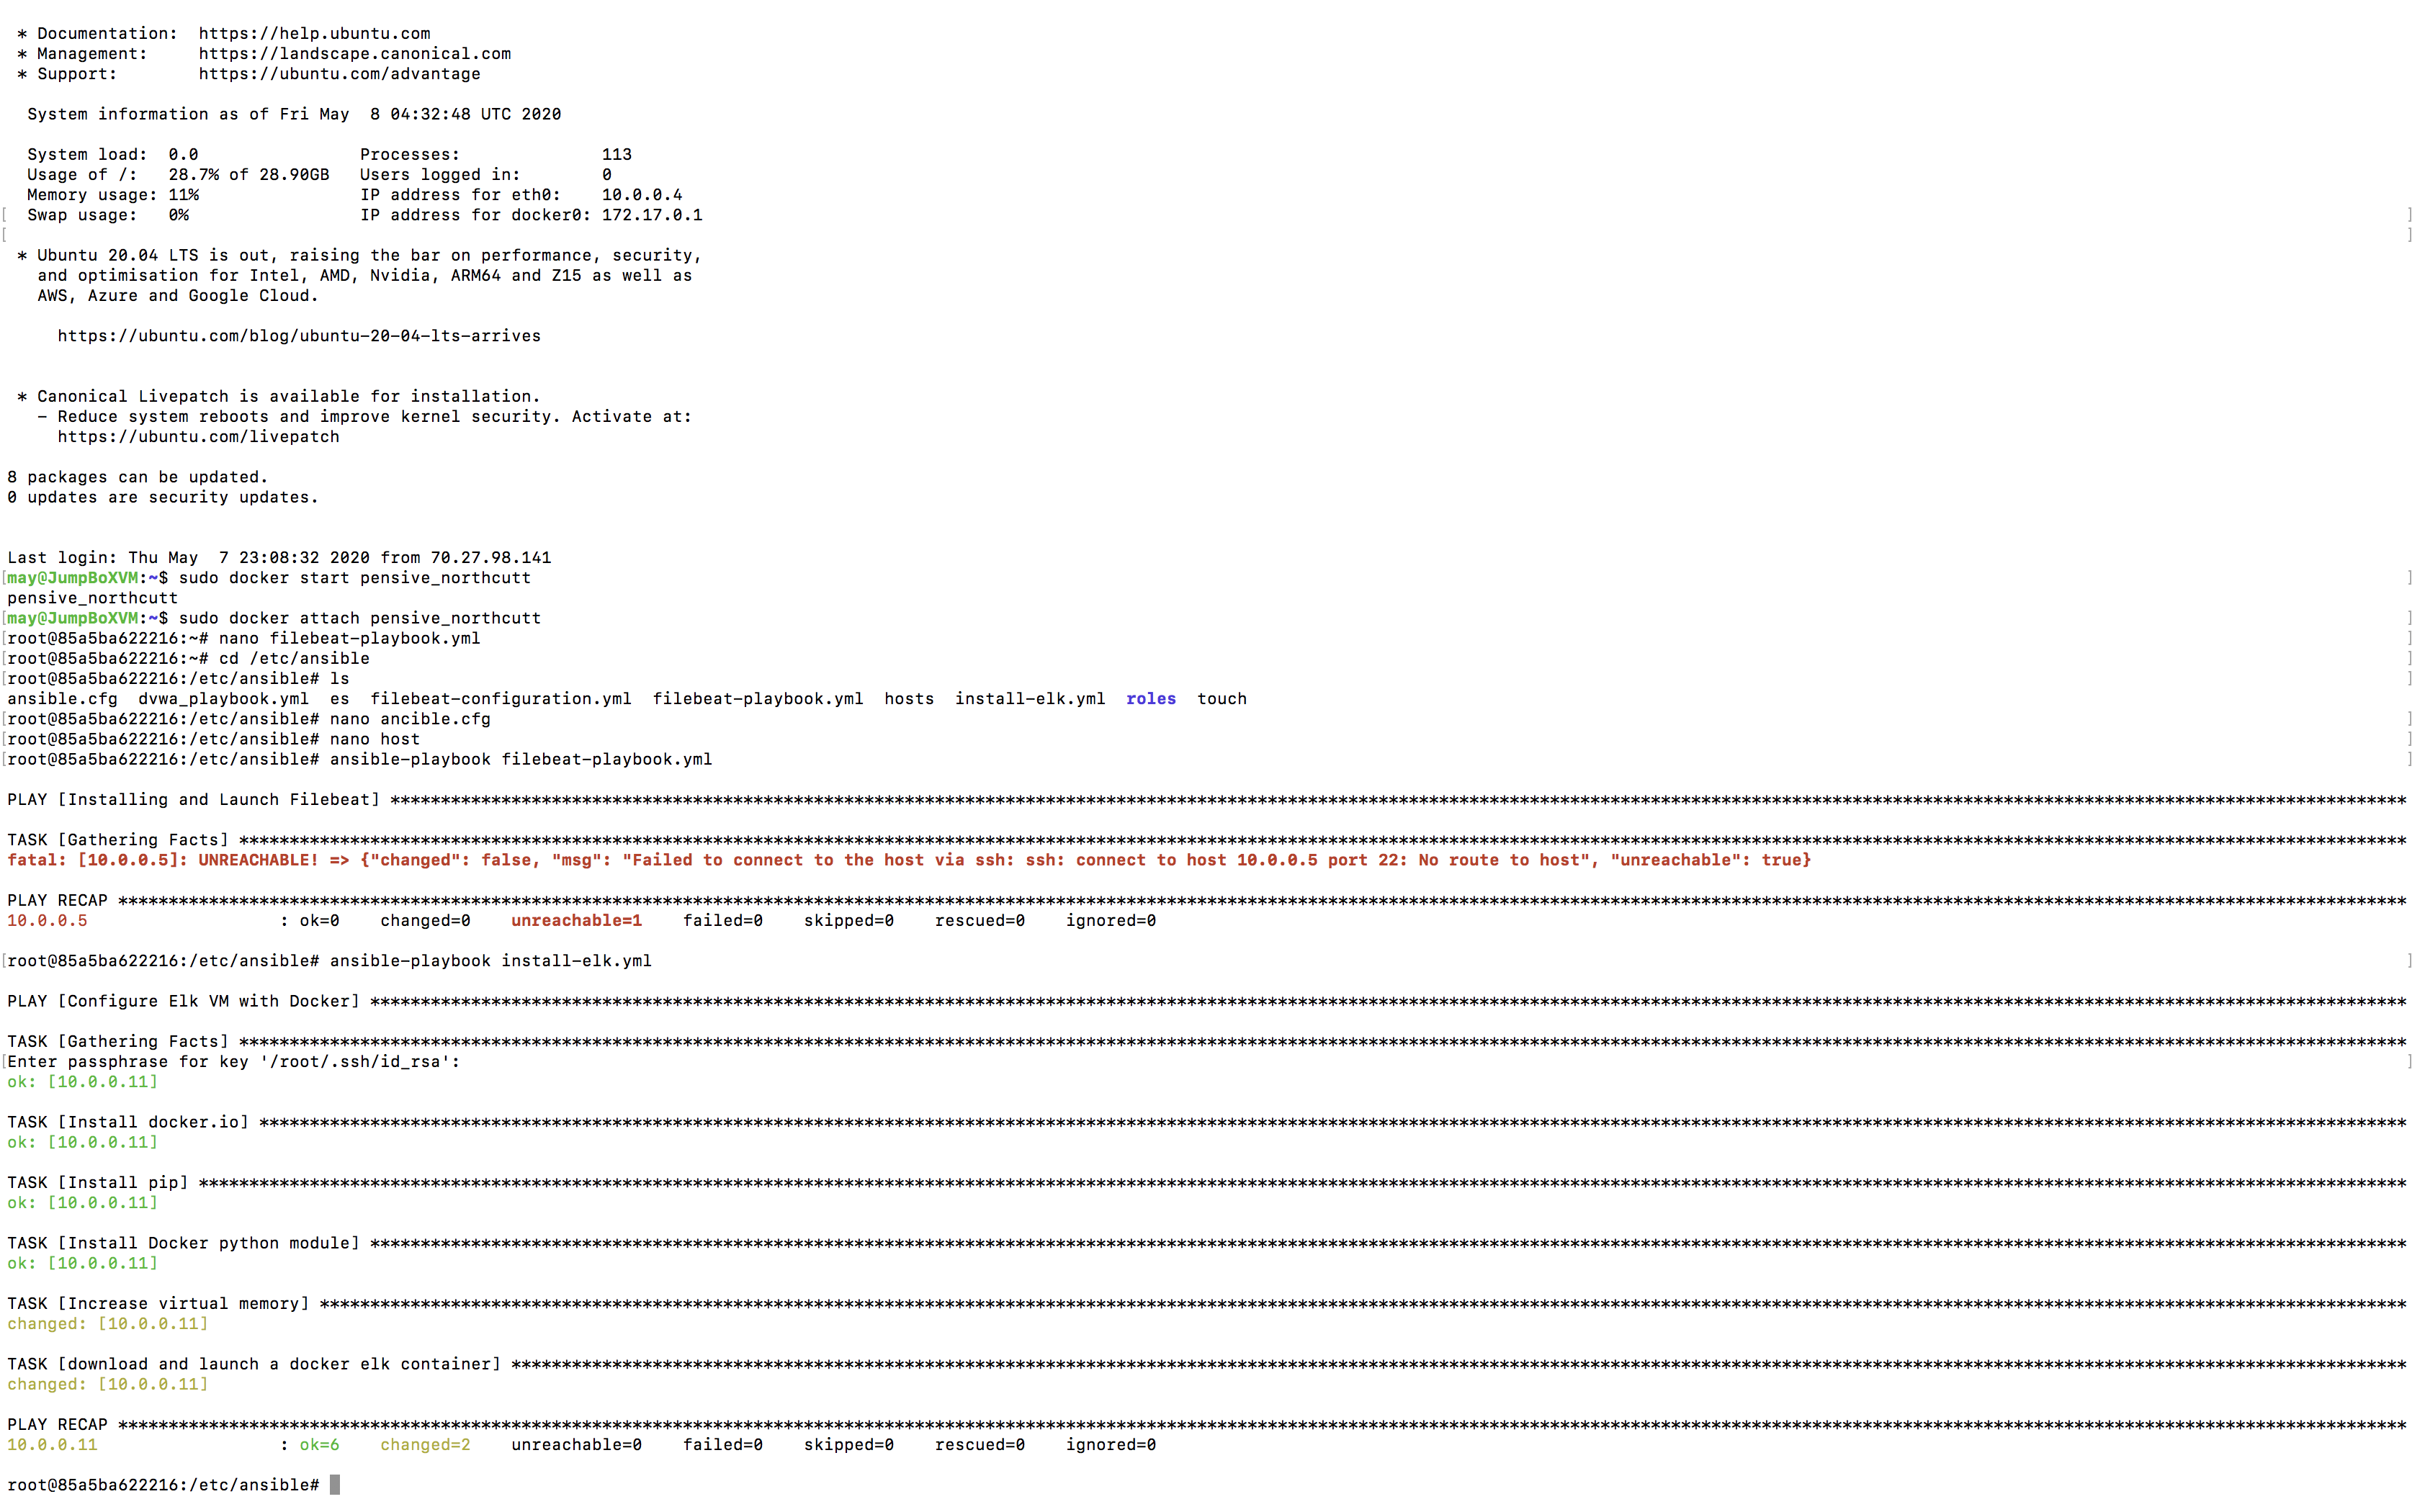 * Documentation:  https://help.ubuntu.com
* Management:     https://landscape.canonical.com
* Support:        https://ubuntu.com/advantage
System information as of Fri May  8 04:32:48 UTC 2020
System load:  0.0                Processes:              113
Usage of /:   28.7% of 28.90GB   Users logged in:        0
Memory usage: 11%                IP address for eth0:    10.0.0.4
[ Swap usage:   0%                 IP address for docker0: 172.17.0.1 ]
[ ]
* Ubuntu 20.04 LTS is out, raising the bar on performance, security,
and optimisation for Intel, AMD, Nvidia, ARM64 and Z15 as well as
AWS, Azure and Google Cloud.
https://ubuntu.com/blog/ubuntu-20-04-lts-arrives
* Canonical Livepatch is available for installation.
- Reduce system reboots and improve kernel security. Activate at:
https://ubuntu.com/livepatch
8 packages can be updated.
0 updates are security updates.
Last login: Thu May  7 23:08:32 2020 from 70.27.98.141
[may@JumpBoXVM:~$ sudo docker start pensive_northcutt ]
pensive_northcutt
[may@JumpBoXVM:~$ sudo docker attach pensive_northcutt ]
[root@85a5ba622216:~# nano filebeat-playbook.yml ]
[root@85a5ba622216:~# cd /etc/ansible ]
[root@85a5ba622216:/etc/ansible# ls ]
ansible.cfg  dvwa_playbook.yml  es  filebeat-configuration.yml  filebeat-playbook.yml  hosts  install-elk.yml  roles  touch
[root@85a5ba622216:/etc/ansible# nano ancible.cfg ]
[root@85a5ba622216:/etc/ansible# nano host ]
[root@85a5ba622216:/etc/ansible# ansible-playbook filebeat-playbook.yml ]
PLAY [Installing and Launch Filebeat] ****************************************
TASK [Gathering Facts] ****************************************
fatal: [10.0.0.5]: UNREACHABLE! => {"changed": false, "msg": "Failed to connect to the host via ssh: ssh: connect to host 10.0.0.5 port 22: No route to host", "unreachable": true}
PLAY RECAP ****************************************
10.0.0.5                   : ok=0    changed=0    unreachable=1    failed=0    skipped=0    rescued=0    ignored=0
[root@85a5ba622216:/etc/ansible# ansible-playbook install-elk.yml ]
PLAY [Configure Elk VM with Docker] ****************************************
TASK [Gathering Facts] ****************************************
[Enter passphrase for key '/root/.ssh/id_rsa': ]
ok: [10.0.0.11]
TASK [Install docker.io] ****************************************
ok: [10.0.0.11]
TASK [Install pip] ****************************************
ok: [10.0.0.11]
TASK [Install Docker python module] ****************************************
ok: [10.0.0.11]
TASK [Increase virtual memory] ****************************************
changed: [10.0.0.11]
TASK [download and launch a docker elk container] ****************************************
changed: [10.0.0.11]
PLAY RECAP ****************************************
10.0.0.11                  : ok=6    changed=2    unreachable=0    failed=0    skipped=0    rescued=0    ignored=0
root@85a5ba622216:/etc/ansible#